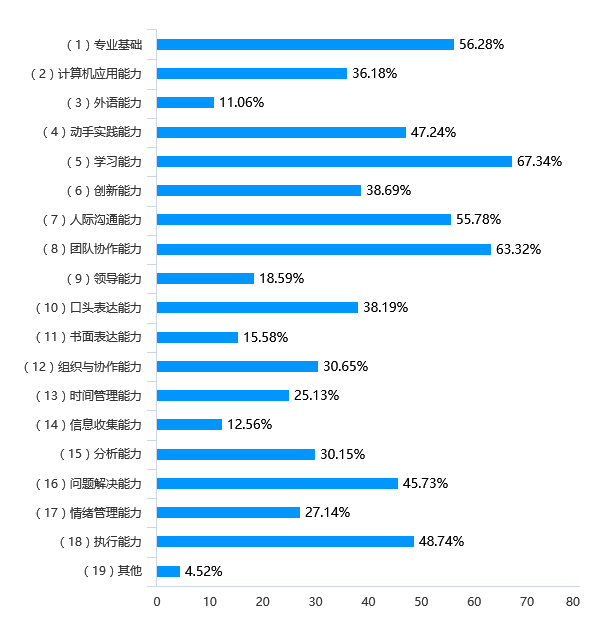 （1）专业基础 56.28%
（2）计算机应用能力 36.18%
（3）外语能力 11.06%
（4）动手实践能力 47.24%
（5）学习能力 67.34%
（6）创新能力 38.69%
（7）人际沟通能力 55.78%
（8）团队协作能力 63.32%
（9）领导能力 18.59%
（10）口头表达能力 38.19%
（11）书面表达能力 15.58%
（12）组织与协作能力 30.65%
（13）时间管理能力 25.13%
（14）信息收集能力 12.56%
（15）分析能力 30.15%
（16）问题解决能力 45.73%
（17）情绪管理能力 27.14%
（18）执行能力 48.74%
（19）其他 4.52%
0 10 20 30 40 50 60 70 80